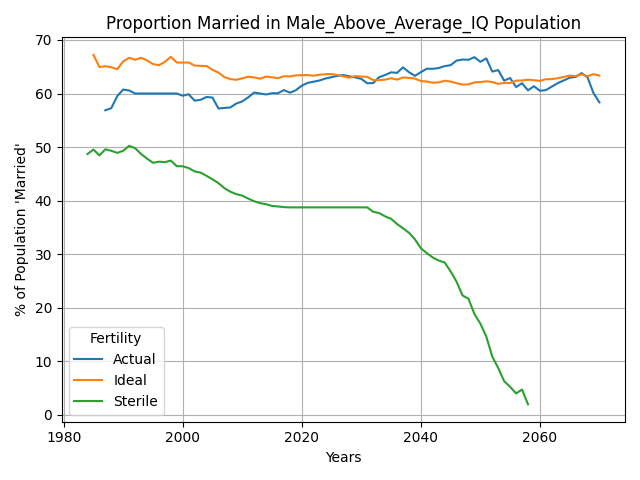 Proportion Married in Male_Above_Average_IQ Population
% of Population 'Married'
70
60
50
40
30
20
10
0
Fertility
Actual
Ideal
Sterile
1980
2000
2020
2040
2060
Years